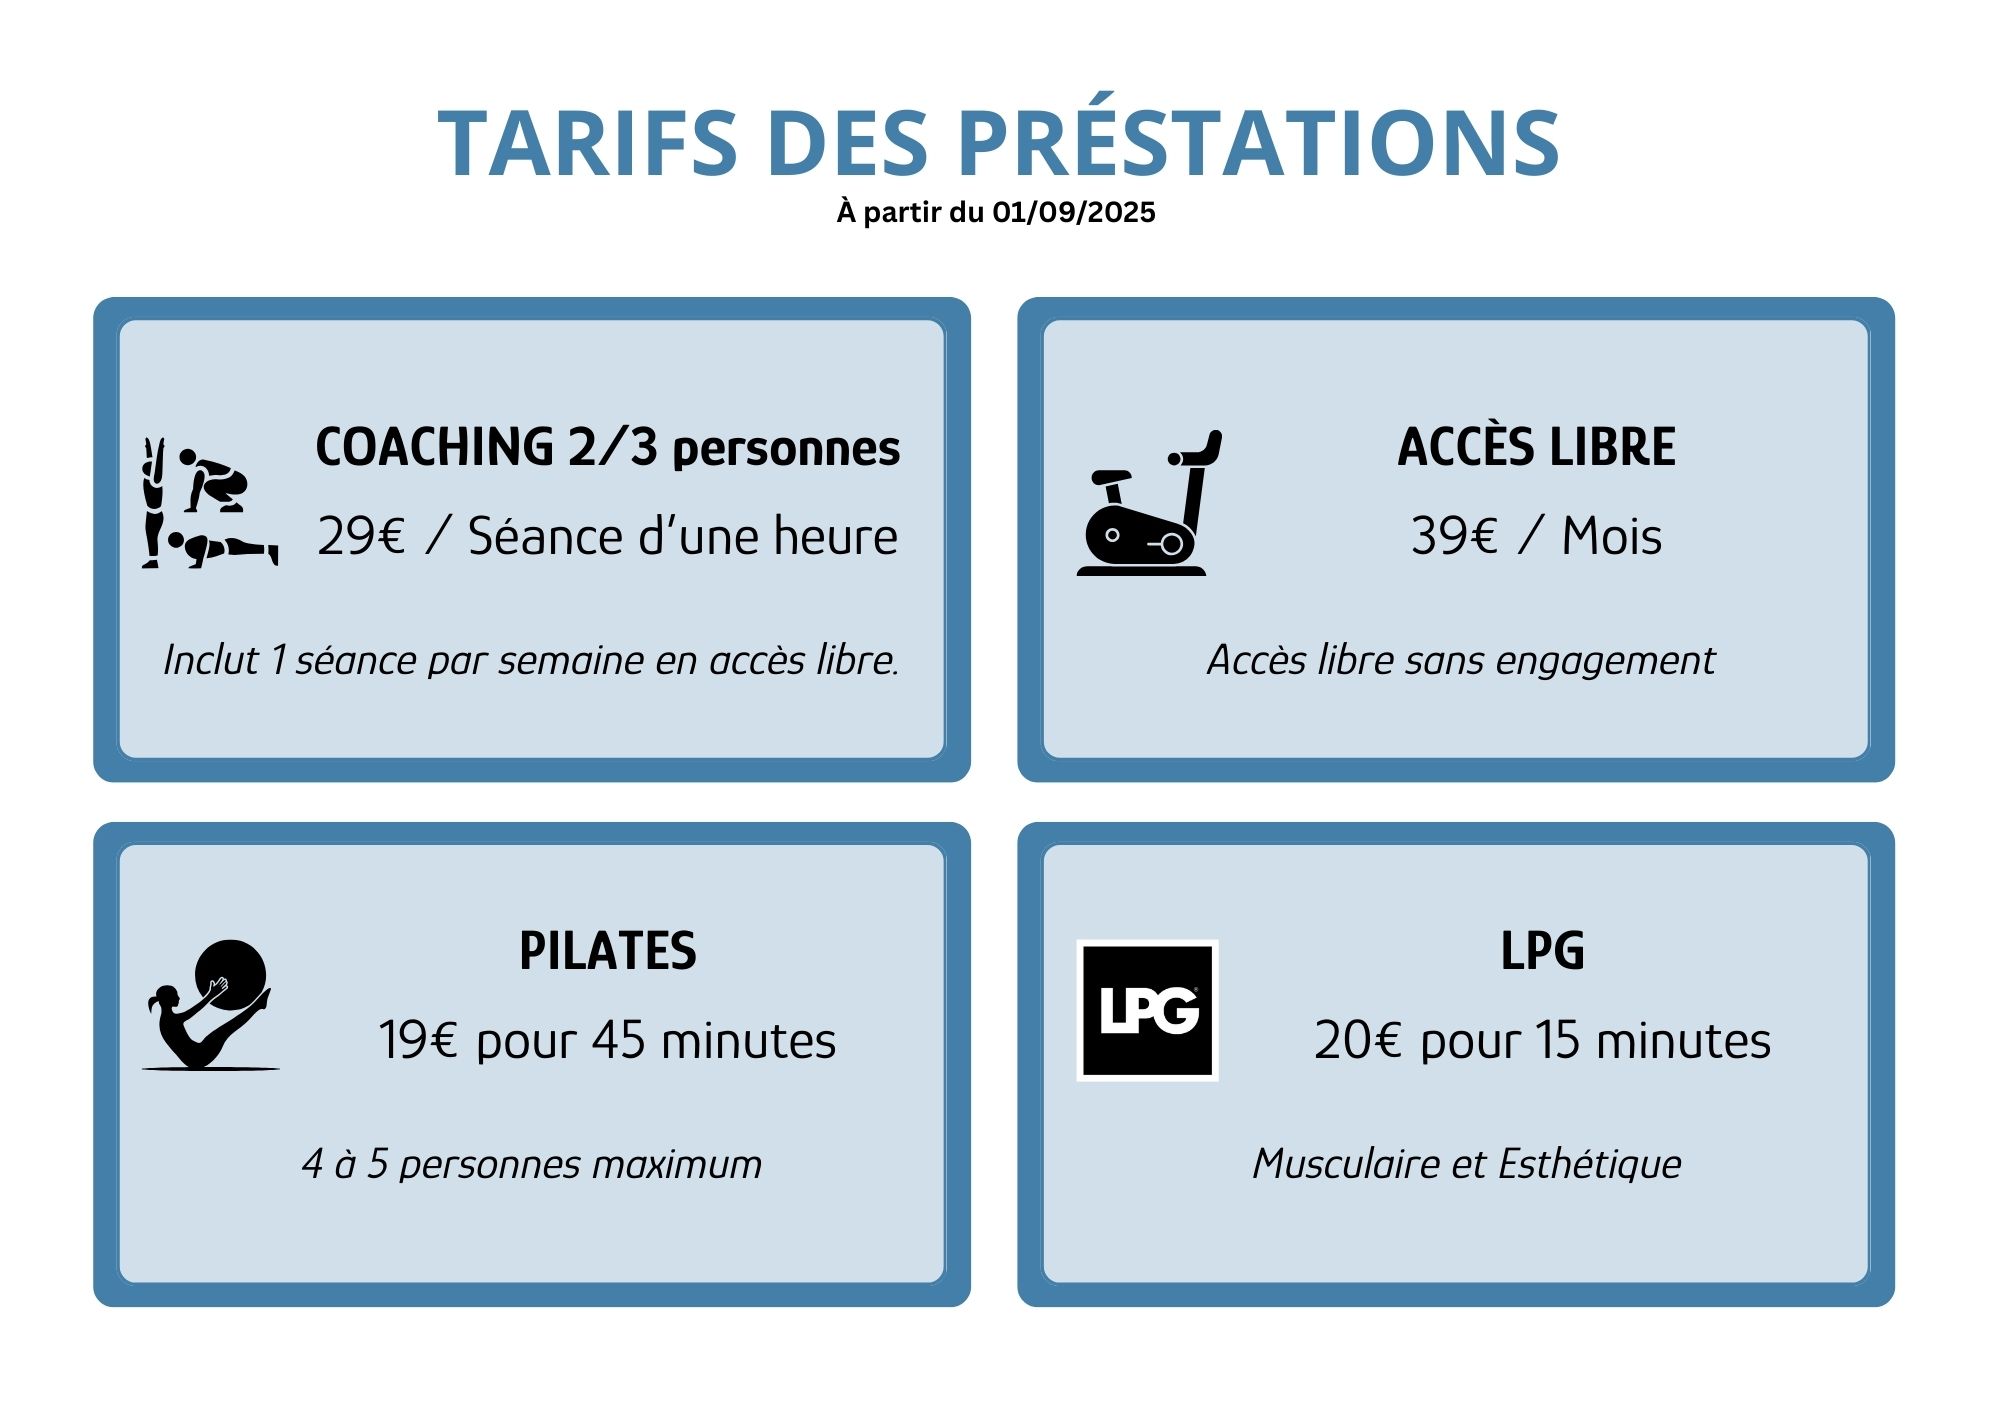 TARIFS DES PRÉSTATIONS
À partir du 01/09/2025
COACHING 2/3 personnes
29€ / Séance d'une heure
Inclut 1 séance par semaine en accès libre.
ACCÈS LIBRE
39€ / Mois
Accès libre sans engagement
PILATES
19€ pour 45 minutes
4 à 5 personnes maximum
LPG®
LPG
20€ pour 15 minutes
Musculaire et Esthétique